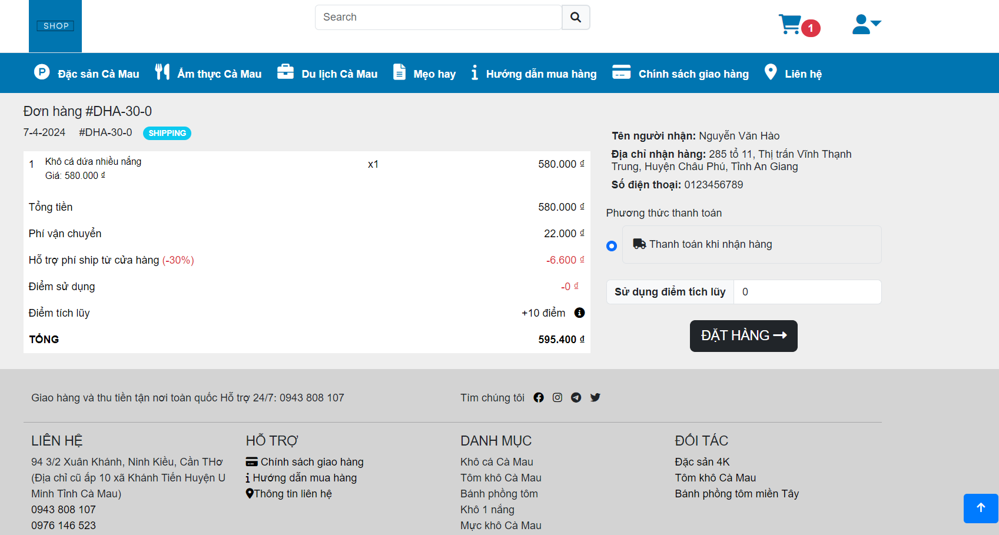 SHOP
Search
1
Đặc sản Cà Mau
Ẩm thực Cà Mau
Du lịch Cà Mau
Mẹo hay
Hướng dẫn mua hàng
Chính sách giao hàng
Liên hệ
Đơn hàng #DHA-30-0
7-4-2024 #DHA-30-0 SHIPPING
1 Khô cá dứa nhiều nắng x1 580.000 ₫
Giá: 580.000 ₫
Tổng tiền 580.000 ₫
Phí vận chuyển 22.000 ₫
Hỗ trợ phí ship từ cửa hàng (-30%) -6.600 ₫
Điểm sử dụng -0 ₫
Điểm tích lũy +10 điểm
TỔNG 595.400 ₫
Tên người nhận: Nguyễn Văn Hào
Địa chỉ nhận hàng: 285 tổ 11, Thị trấn Vĩnh Thạnh
Trung, Huyện Châu Phú, Tỉnh An Giang
Số điện thoại: 0123456789
Phương thức thanh toán
Thanh toán khi nhận hàng
Sử dụng điểm tích lũy 0
ĐẶT HÀNG
Giao hàng và thu tiền tận nơi toàn quốc Hỗ trợ 24/7: 0943 808 107
Tìm chúng tôi
LIÊN HỆ
94 3/2 Xuân Khánh, Ninh Kiều, Cần THơ
(Địa chỉ cũ ấp 10 xã Khánh Tiến Huyện U
Minh Tỉnh Cà Mau)
0943 808 107
0976 146 523
HỖ TRỢ
Chính sách giao hàng
Hướng dẫn mua hàng
Thông tin liên hệ
DANH MỤC
Khô cá Cà Mau
Tôm khô Cà Mau
Bánh phồng tôm
Khô 1 nắng
Mực khô Cà Mau
ĐỐI TÁC
Đặc sản 4K
Tôm khô Cà Mau
Bánh phồng tôm miền Tây